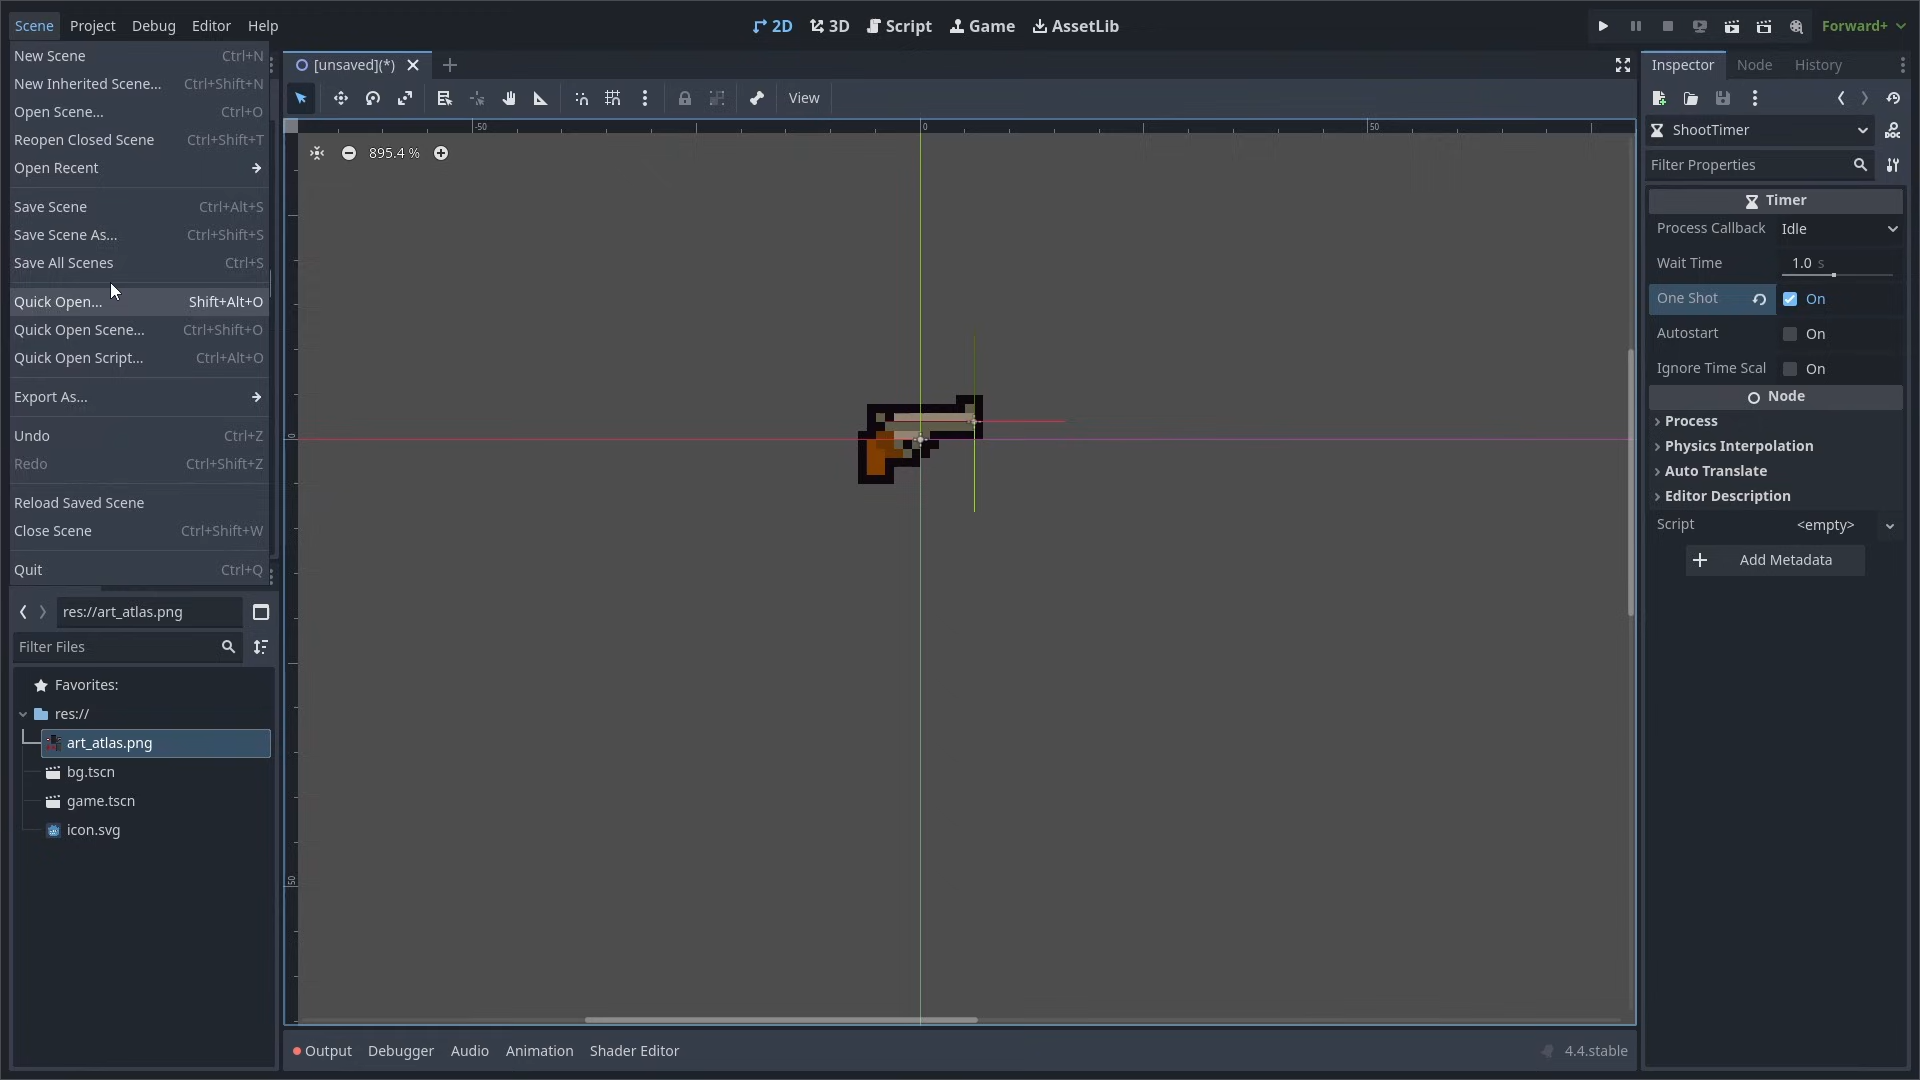 Scene Project Debug Editor Help
2D 3D Script Game AssetLib
Forward+
New Scene Ctrl+N
New Inherited Scene... Ctrl+Shift+N
Open Scene... Ctrl+O
Reopen Closed Scene Ctrl+Shift+T
Open Recent
Save Scene Ctrl+Alt+S
Save Scene As... Ctrl+Shift+S
Save All Scenes Ctrl+S
Quick Open... Shift+Alt+O
Quick Open Scene... Ctrl+Shift+O
Quick Open Script... Ctrl+Alt+O
Export As...
Undo Ctrl+Z
Redo Ctrl+Shift+Z
Reload Saved Scene
Close Scene Ctrl+Shift+W
Quit Ctrl+Q
res://art_atlas.png
Filter Files
Favorites:
res://
art_atlas.png
bg.tscn
game.tscn
icon.svg
[unsaved](*)
View
-50 0 50
895.4 %
0
50
Output Debugger Audio Animation Shader Editor
4.4.stable
Inspector Node History
ShootTimer
Filter Properties
Timer
Process Callback Idle
Wait Time 1.0 s
One Shot On
Autostart On
Ignore Time Scal On
Node
Process
Physics Interpolation
Auto Translate
Editor Description
Script <empty>
Add Metadata